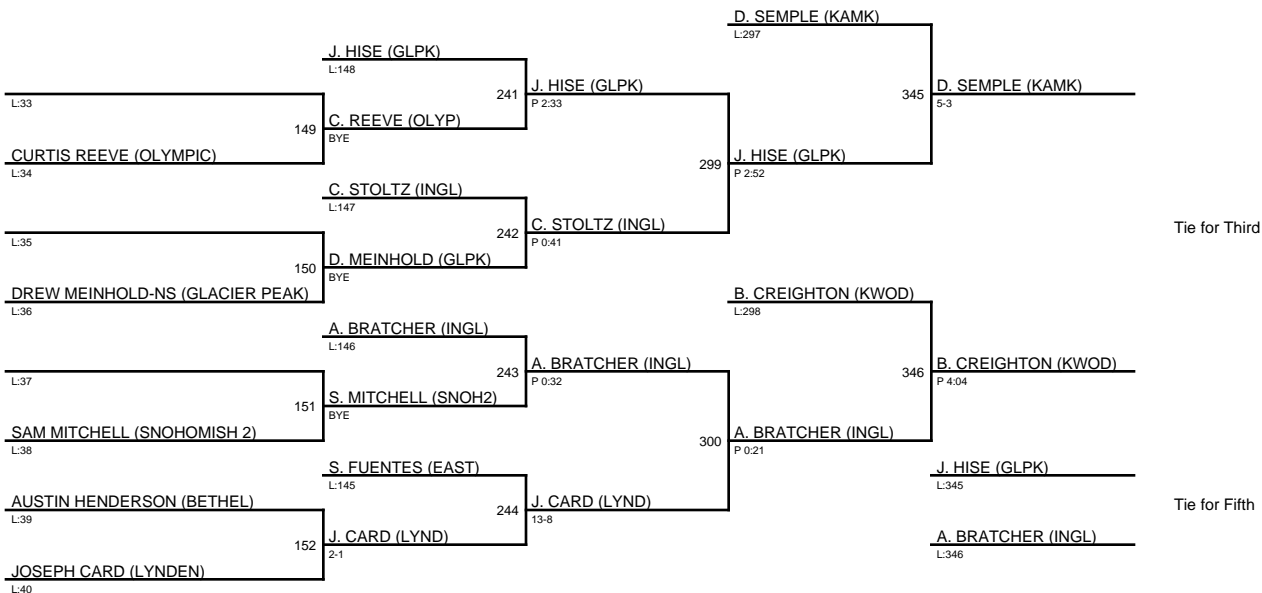 D. SEMPLE (KAMK)
L:297
J. HISE (GLPK)
L:148
J. HISE (GLPK)
P 2:33
D. SEMPLE (KAMK)
5-3
L:33
241
345
C. REEVE (OLYP)
BYE
149
CURTIS REEVE (OLYMPIC)
L:34
J. HISE (GLPK)
P 2:52
299
C. STOLTZ (INGL)
L:147
C. STOLTZ (INGL)
P 0:41
L:35
242
Tie for Third
D. MEINHOLD (GLPK)
BYE
150
DREW MEINHOLD-NS (GLACIER PEAK)
L:36
B. CREIGHTON (KWOD)
L:298
A. BRATCHER (INGL)
L:146
A. BRATCHER (INGL)
P 0:32
B. CREIGHTON (KWOD)
P 4:04
L:37
243
346
S. MITCHELL (SNOH2)
BYE
151
SAM MITCHELL (SNOHOMISH 2)
L:38
A. BRATCHER (INGL)
P 0:21
300
S. FUENTES (EAST)
L:145
J. HISE (GLPK)
L:345
AUSTIN HENDERSON (BETHEL)
L:39
J. CARD (LYND)
13-8
244
Tie for Fifth
J. CARD (LYND)
2-1
152
A. BRATCHER (INGL)
L:346
JOSEPH CARD (LYNDEN)
L:40